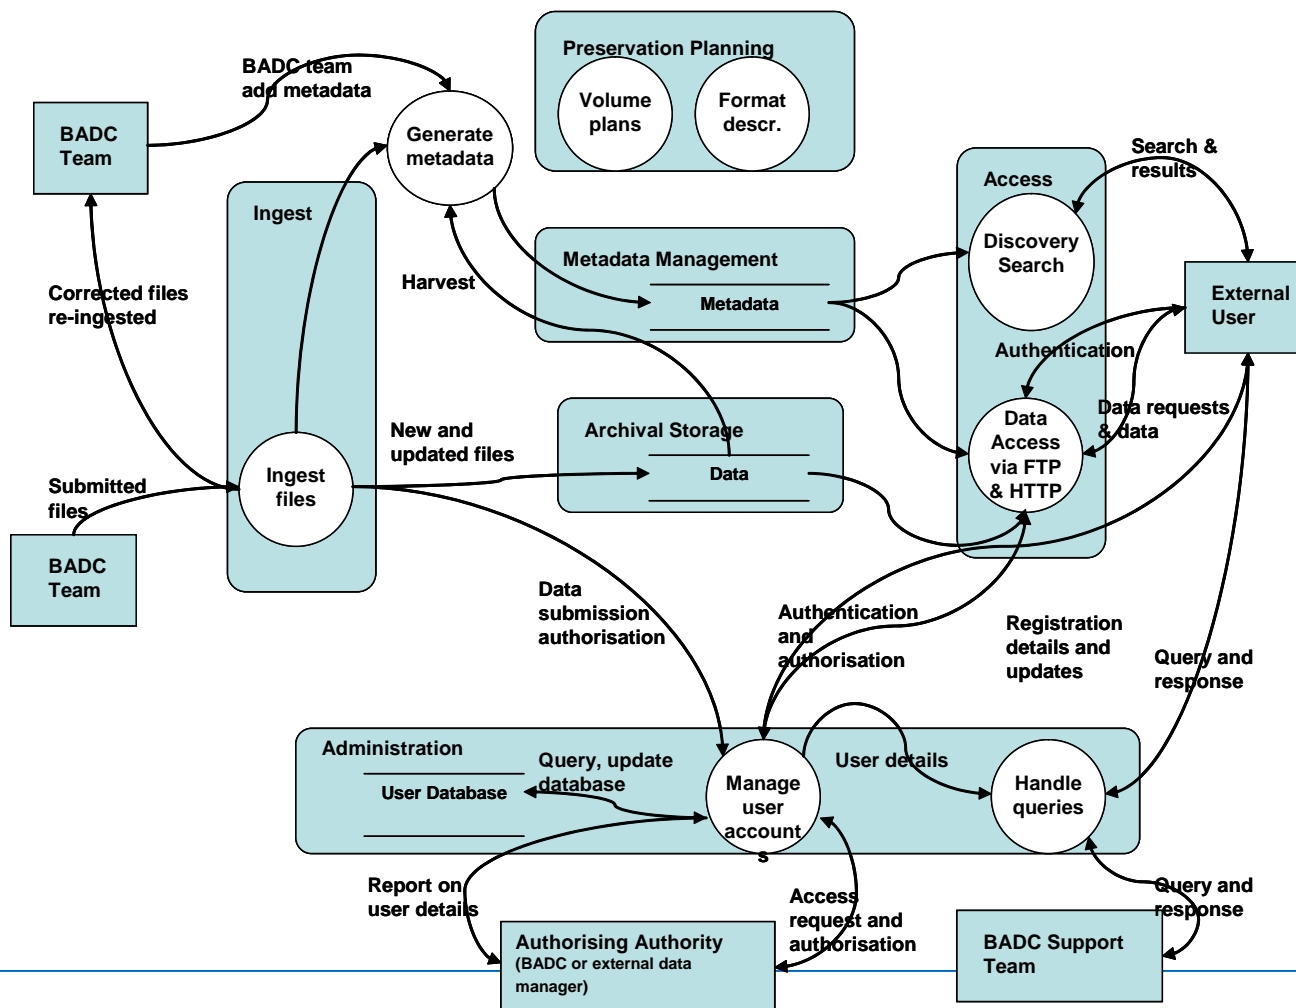 Preservation Planning
BADC team
add metadata
Volume
plans
Format
descr.
BADC
Team
Generate
metadata
Search &
results
Access
Ingest
Discovery
Search
Metadata Management
Harvest
Metadata
Corrected files
re-ingested
External
User
Authentication
Data requests
& data
Data
Access
via FTP
& HTTP
New and
updated files
Archival Storage
Data
Ingest
files
Submitted
files
BADC
Team
Data
submission
authorisation
Authentication
and
authorisation
Registration
details and
updates
Query and
response
Administration
Query, update
database
User details
User Database
Manage
user
account
s
Handle
queries
Report on
user details
Access
request and
authorisation
Query and
response
Authorising Authority
(BADC or external data
manager)
BADC Support
Team